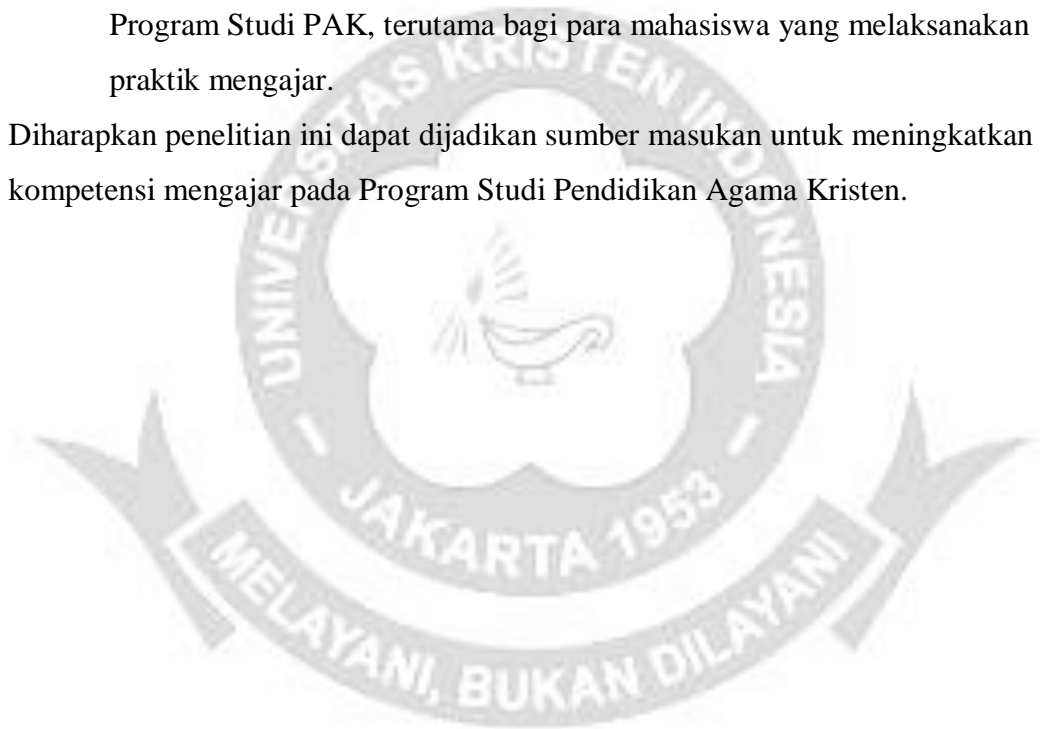 Program Studi PAK, terutama bagi para mahasiswa yang melaksanakan
praktik mengajar.
Diharapkan penelitian ini dapat dijadikan sumber masukan untuk meningkatkan
kompetensi mengajar pada Program Studi Pendidikan Agama Kristen.
UNIVERSITAS KRISTEN INDONESIA
- JAKARTA 1953 -
MELAYANI, BUKAN DILAYANI